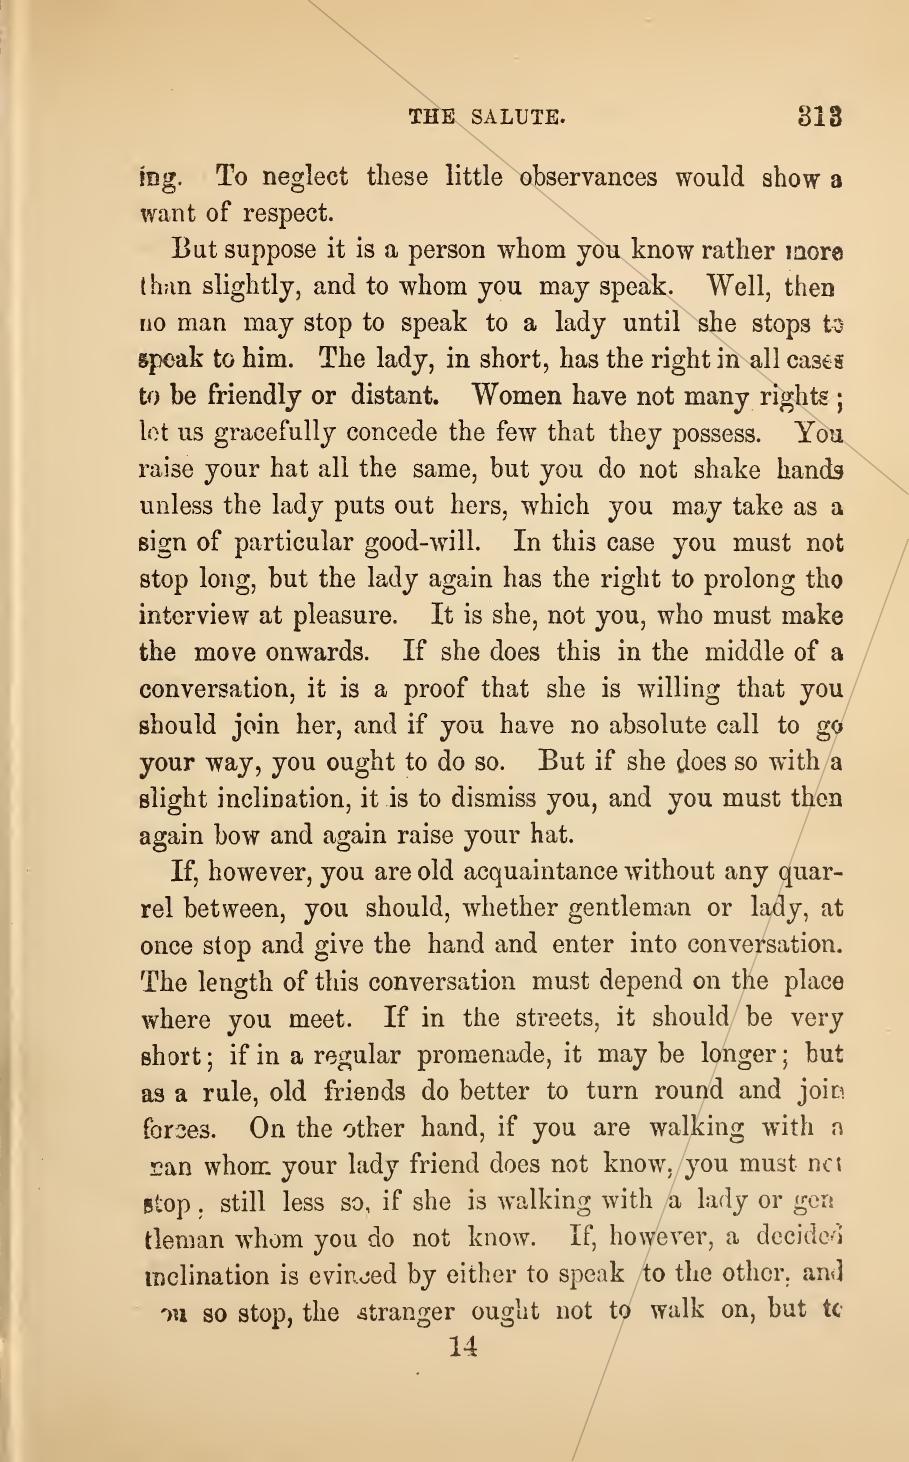 THE SALUTE. 313
ing. To neglect these little observances would show a
want of respect.
But suppose it is a person whom you know rather more
than slightly, and to whom you may speak. Well, then
no man may stop to speak to a lady until she stops to
speak to him. The lady, in short, has the right in all cases
to be friendly or distant. Women have not many rights ;
let us gracefully concede the few that they possess. You
raise your hat all the same, but you do not shake hands
unless the lady puts out hers, which you may take as a
sign of particular good-will. In this case you must not
stop long, but the lady again has the right to prolong the
interview at pleasure. It is she, not you, who must make
the move onwards. If she does this in the middle of a
conversation, it is a proof that she is willing that you
should join her, and if you have no absolute call to go
your way, you ought to do so. But if she does so with a
slight inclination, it is to dismiss you, and you must then
again bow and again raise your hat.
If, however, you are old acquaintance without any quar-
rel between, you should, whether gentleman or lady, at
once stop and give the hand and enter into conversation.
The length of this conversation must depend on the place
where you meet. If in the streets, it should be very
short ; if in a regular promenade, it may be longer ; but
as a rule, old friends do better to turn round and join
forces. On the other hand, if you are walking with a
man whom your lady friend does not know, you must not
stop ; still less so, if she is walking with a lady or gen
tleman whom you do not know. If, however, a decided
inclination is evinced by either to speak to the other, and
you so stop, the stranger ought not to walk on, but to
14